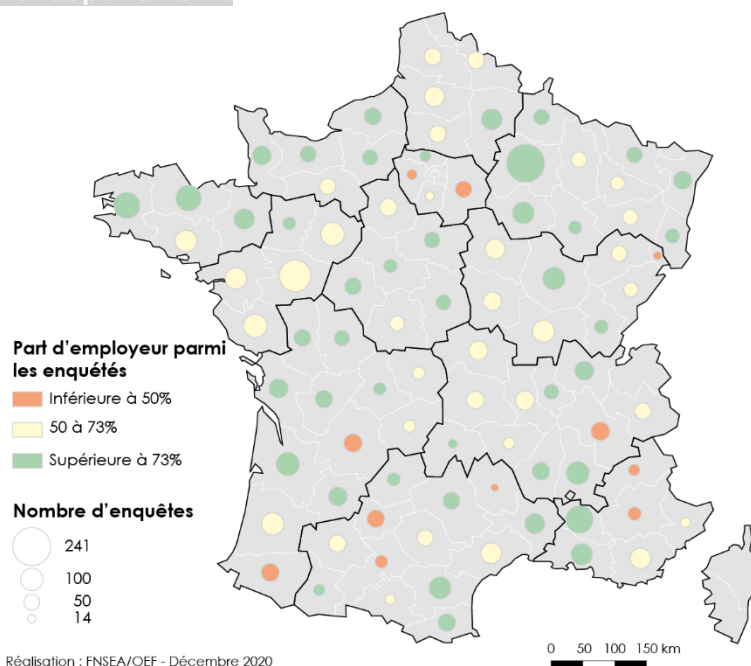 Part d’employeur parmi
les enquétés
Inférieure à 50%
50 à 73%
Supérieure à 73%
Nombre d’enquêtes
241
100
50
14
Réalisation : FNSEA/OEF - Décembre 2020
0 50 100 150 km